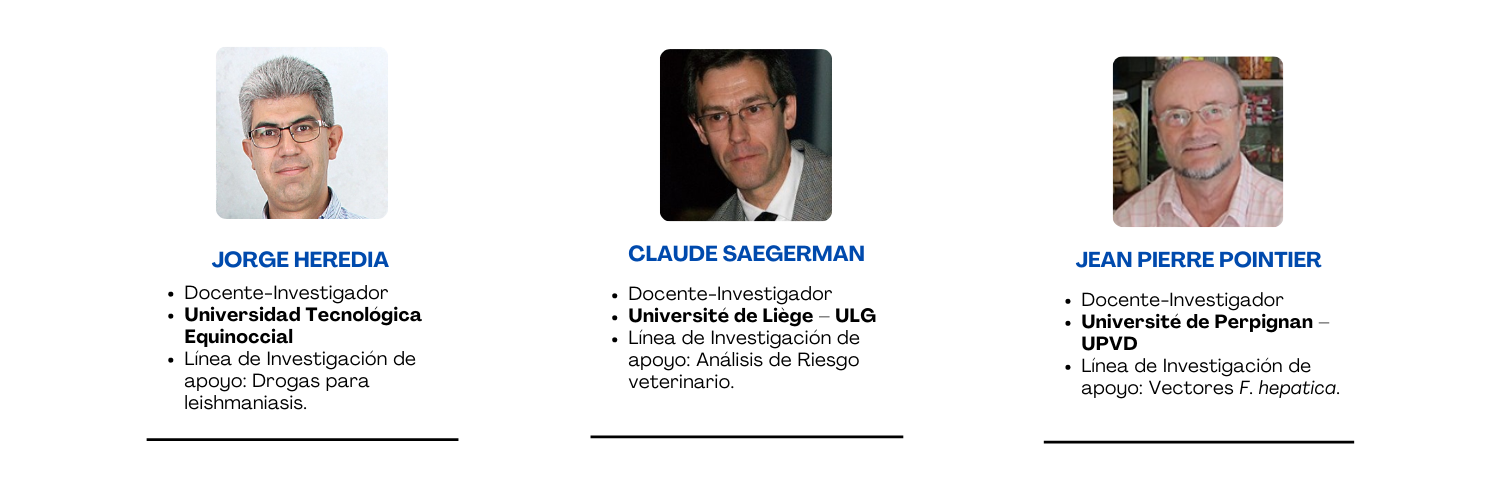 JORGE HEREDIA
• Docente-Investigador
• Universidad Tecnológica
Equinoccial
• Línea de Investigación de
apoyo: Drogas para
leishmaniasis.
CLAUDE SAEGERMAN
• Docente-Investigador
• Université de Liège – ULG
• Línea de Investigación de
apoyo: Análisis de Riesgo
veterinario.
JEAN PIERRE POINTIER
• Docente-Investigador
• Université de Perpignan –
UPVD
• Línea de Investigación de
apoyo: Vectores F. hepatica.